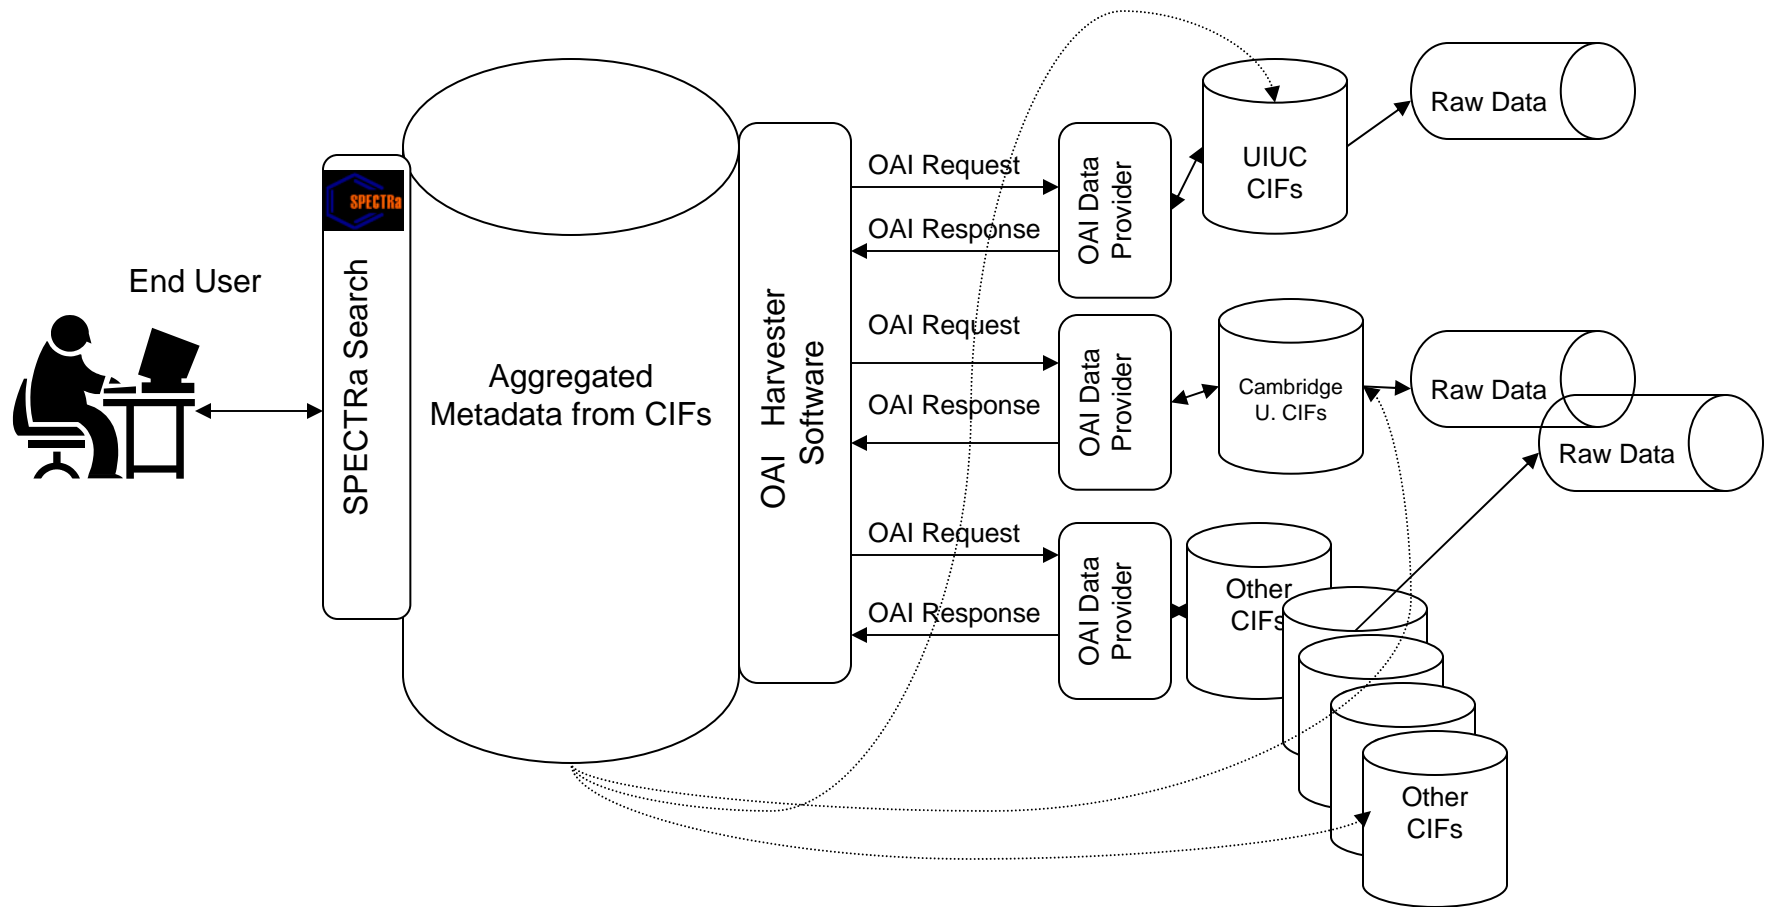 End User
SPECTRa
SPECTRa Search
Aggregated
Metadata from CIFs
OAI Harvester
Software
OAI Request
OAI Response
OAI Data
Provider
UIUC
CIFs
Raw Data
OAI Request
OAI Response
OAI Data
Provider
Cambridge
U. CIFs
Raw Data
Raw Data
OAI Request
OAI Response
OAI Data
Provider
Other
CIFs
Other
CIFs